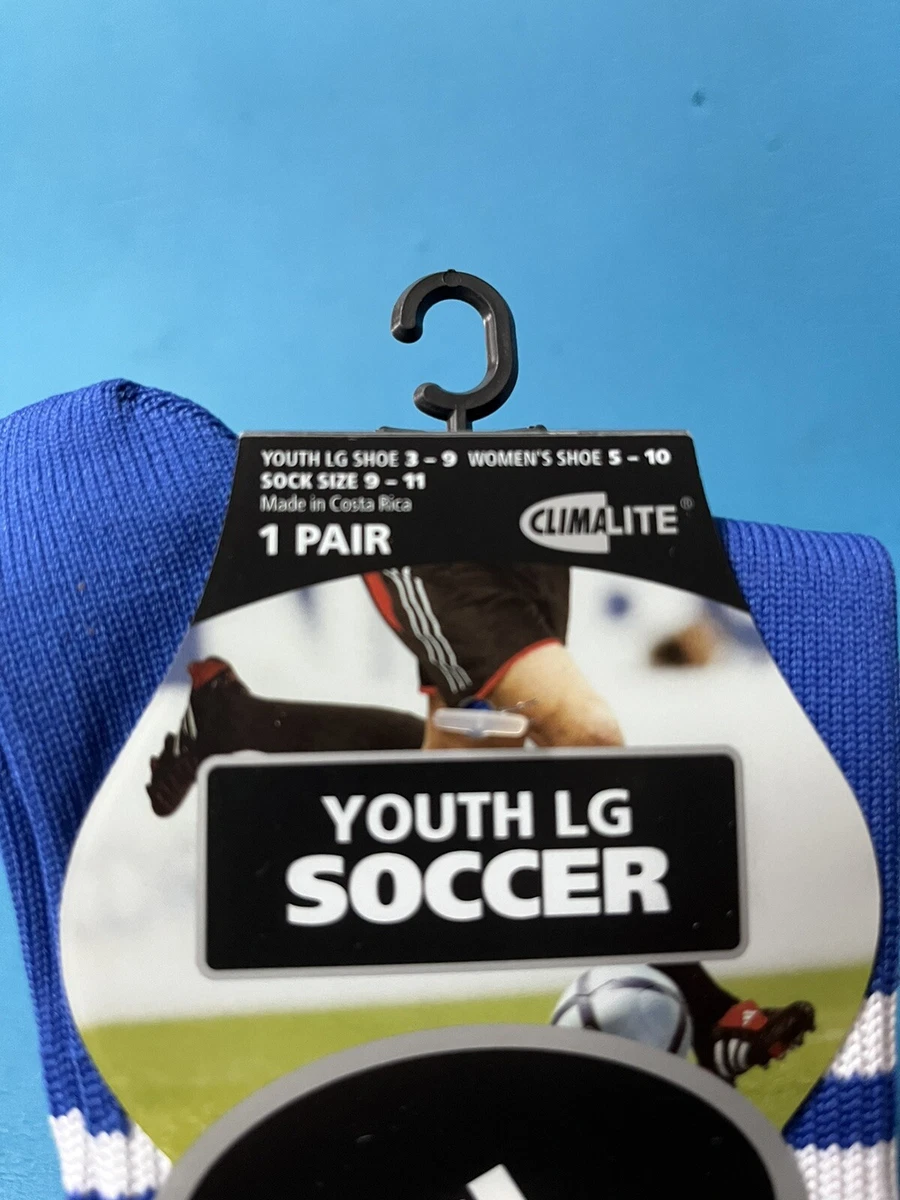 YOUTH LG SHOE 3 – 9 WOMEN'S SHOE 5 – 10
SOCK SIZE 9 – 11
Made in Costa Rica
1 PAIR
CLIMALITE®
YOUTH LG
SOCCER